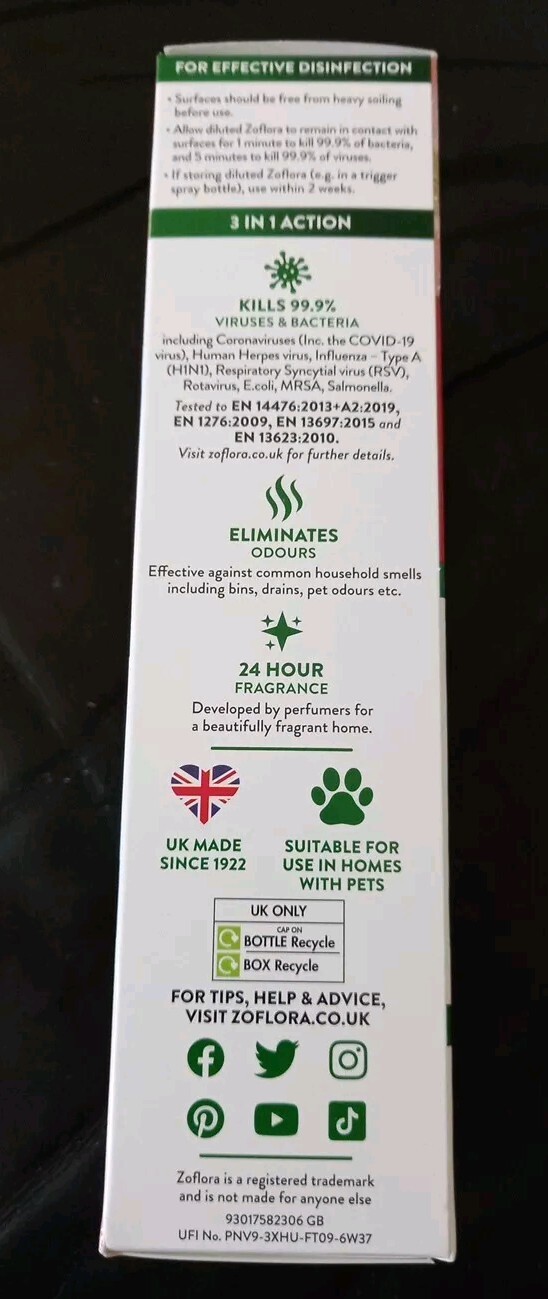 FOR EFFECTIVE DISINFECTION
• Surfaces should be free from heavy soiling
before use.
• Allow diluted Zoflora to remain in contact with
surfaces for 1 minute to kill 99.9% of bacteria,
and 5 minutes to kill 99.9% of viruses.
• If storing diluted Zoflora (e.g. in a trigger
spray bottle), use within 2 weeks.
3 IN 1 ACTION
KILLS 99.9%
VIRUSES & BACTERIA
including Coronaviruses (Inc. the COVID-19
virus), Human Herpes virus, Influenza – Type A
(H1N1), Respiratory Syncytial virus (RSV),
Rotavirus, E.coli, MRSA, Salmonella.
Tested to EN 14476:2013+A2:2019,
EN 1276:2009, EN 13697:2015 and
EN 13623:2010.
Visit zoflora.co.uk for further details.
ELIMINATES
ODOURS
Effective against common household smells
including bins, drains, pet odours etc.
24 HOUR
FRAGRANCE
Developed by perfumers for
a beautifully fragrant home.
UK MADE
SINCE 1922
SUITABLE FOR
USE IN HOMES
WITH PETS
UK ONLY
CAP ON
BOTTLE Recycle
BOX Recycle
FOR TIPS, HELP & ADVICE,
VISIT ZOFLORA.CO.UK
Zoflora is a registered trademark
and is not made for anyone else
93017582306 GB
UFI No. PNV9-3XHU-FT09-6W37